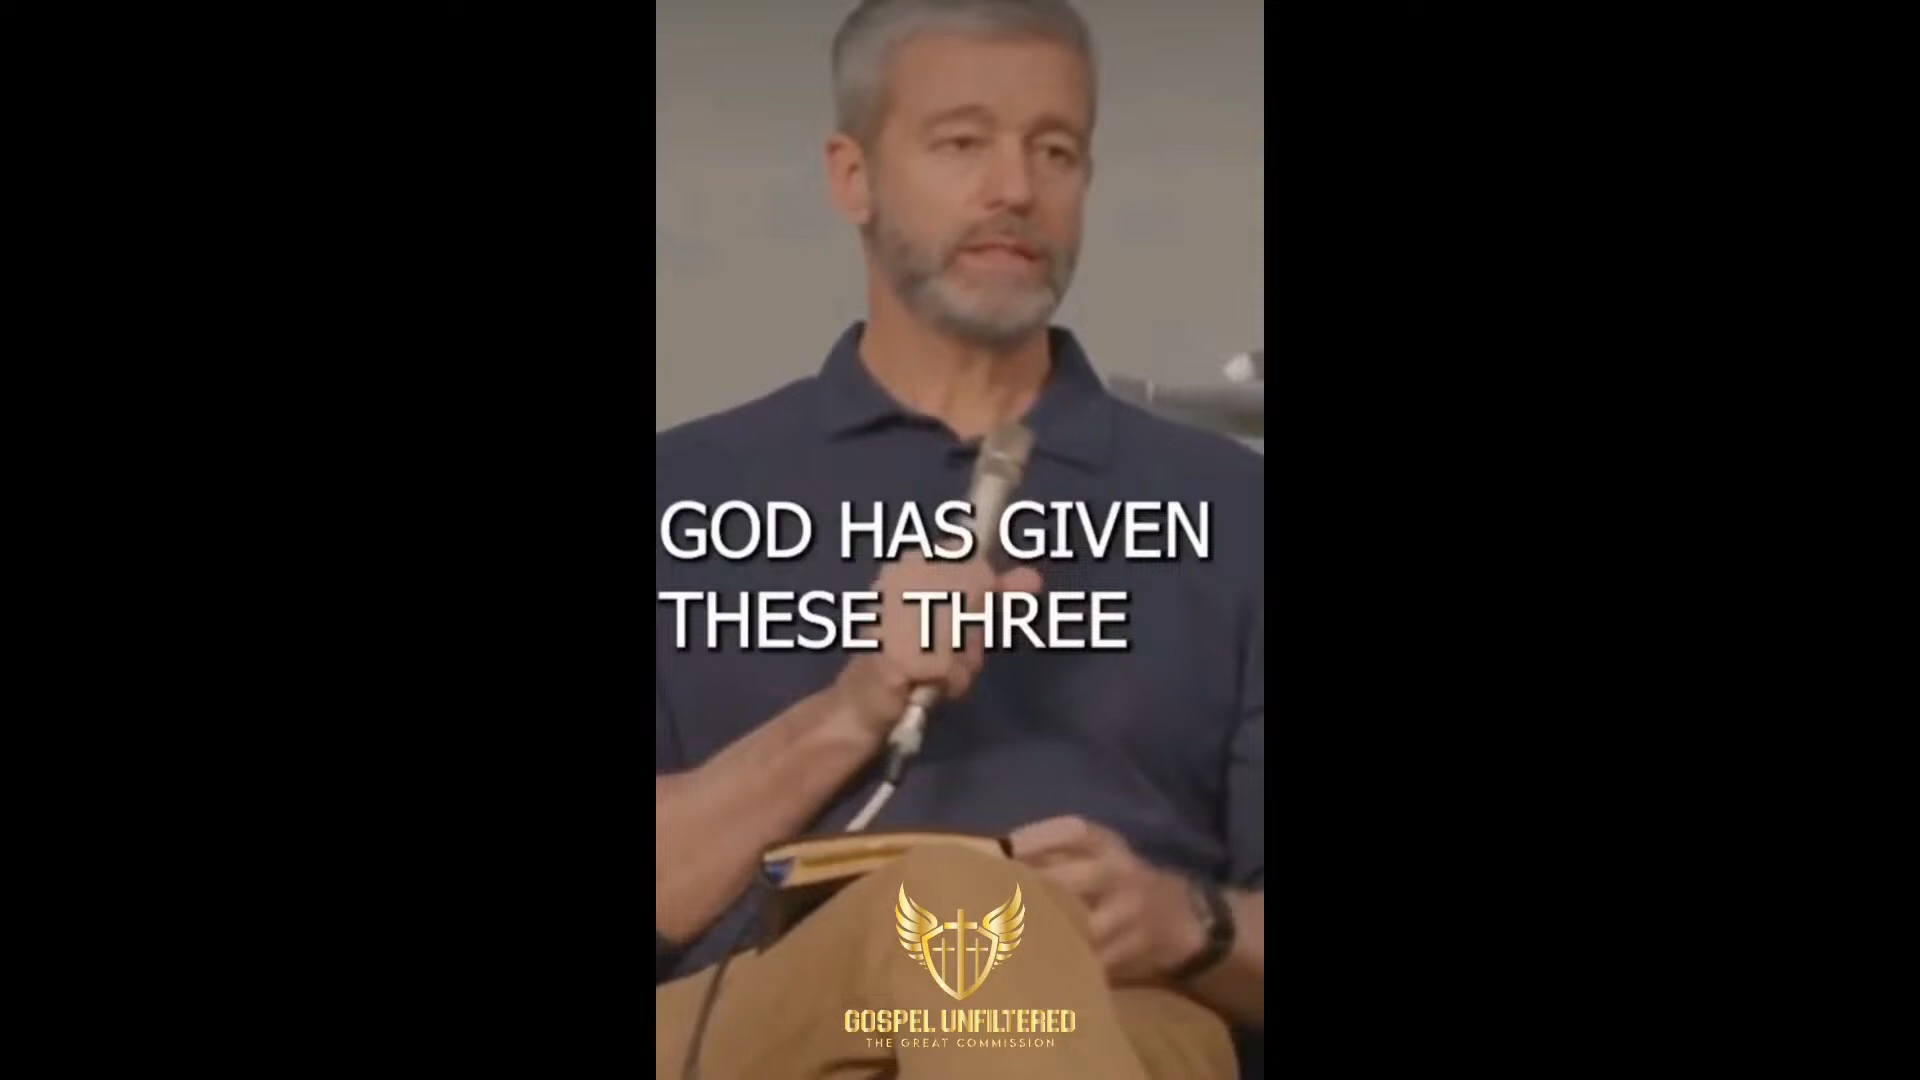 GOD HAS GIVEN
THESE THREE
GOSPEL UNFILTERED
THE GREAT COMMISSION